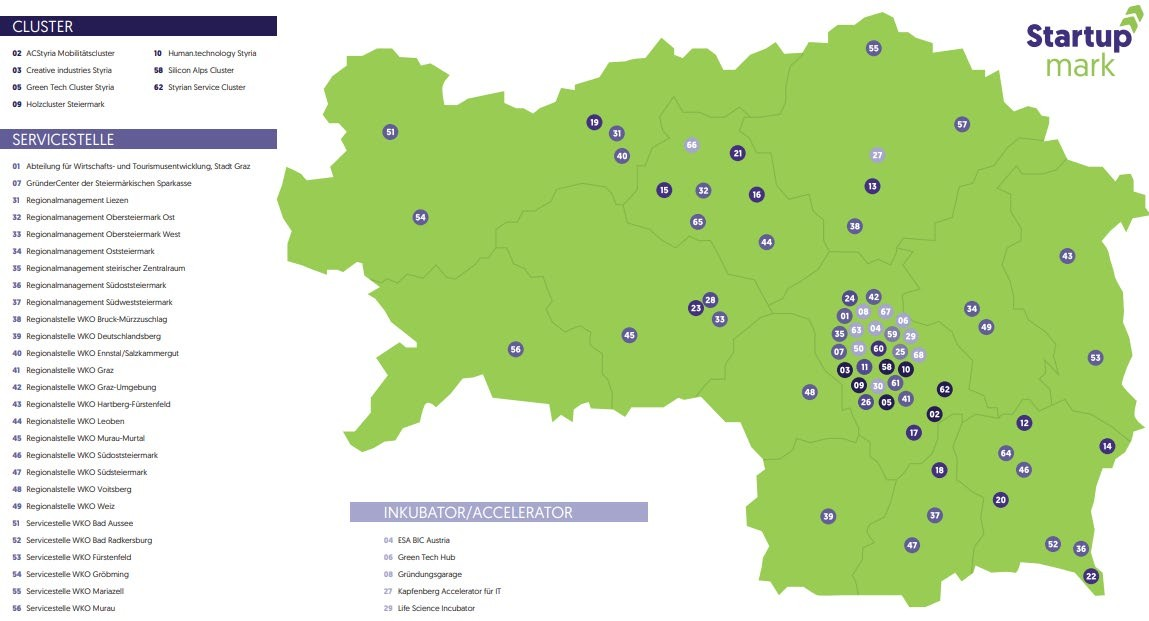 CLUSTER
02 ACStyria Mobilitätscluster
03 Creative industries Styria
05 Green Tech Cluster Styria
09 Holzcluster Steiermark
10 Human.technology Styria
58 Silicon Alps Cluster
62 Styrian Service Cluster
SERVICESTELLE
01 Abteilung für Wirtschafts- und Tourismusentwicklung, Stadt Graz
07 GründerCenter der Steiermärkischen Sparkasse
31 Regionalmanagement Liezen
32 Regionalmanagement Obersteiermark Ost
33 Regionalmanagement Obersteiermark West
34 Regionalmanagement Oststeiermark
35 Regionalmanagement steirischer Zentralraum
36 Regionalmanagement Südoststeiermark
37 Regionalmanagement Südweststeiermark
38 Regionalstelle WKO Bruck-Mürzzuschlag
39 Regionalstelle WKO Deutschlandsberg
40 Regionalstelle WKO Ennstal/Salzkammergut
41 Regionalstelle WKO Graz
42 Regionalstelle WKO Graz-Umgebung
43 Regionalstelle WKO Hartberg-Fürstenfeld
44 Regionalstelle WKO Leoben
45 Regionalstelle WKO Murau-Murtal
46 Regionalstelle WKO Südoststeiermark
47 Regionalstelle WKO Südsteiermark
48 Regionalstelle WKO Voitsberg
49 Regionalstelle WKO Weiz
51 Servicestelle WKO Bad Aussee
52 Servicestelle WKO Bad Radkersburg
53 Servicestelle WKO Fürstenfeld
54 Servicestelle WKO Gröbming
55 Servicestelle WKO Mariazell
56 Servicestelle WKO Murau
INKUBATOR/ACCELERATOR
04 ESA BIC Austria
06 Green Tech Hub
08 Gründungsgarage
27 Kapfenberg Accelerator für IT
29 Life Science Incubator
Startup
mark
55
19
57
51
31
66
21
27
40
15
32
16
13
54
65
38
44
43
28
24
42
23
33
01
08
67
06
34
49
45
35
63
04
59
29
56
07
50
60
25
68
53
03
11
58
10
48
09
30
61
62
26
05
41
02
12
17
14
64
18
46
20
39
37
47
52
36
22